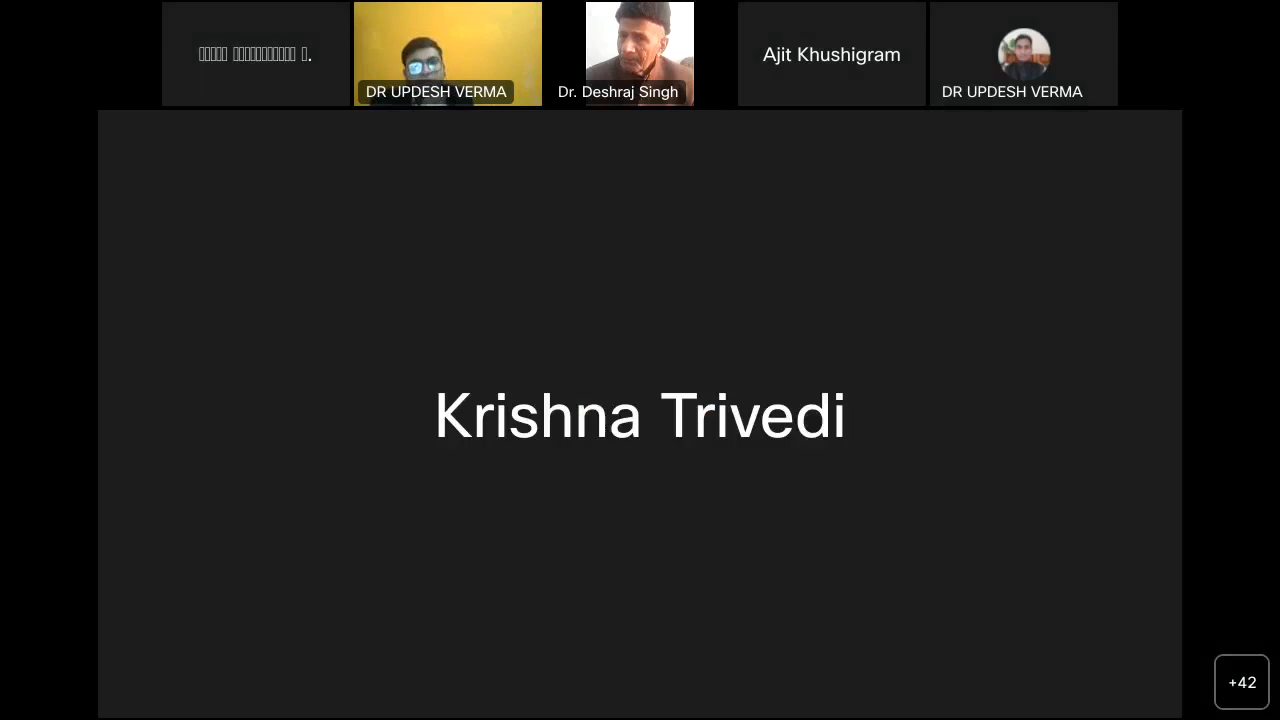 DR UPDESH VERMA
Dr. Deshraj Singh
Ajit Khushigram
DR UPDESH VERMA
Krishna Trivedi
+42